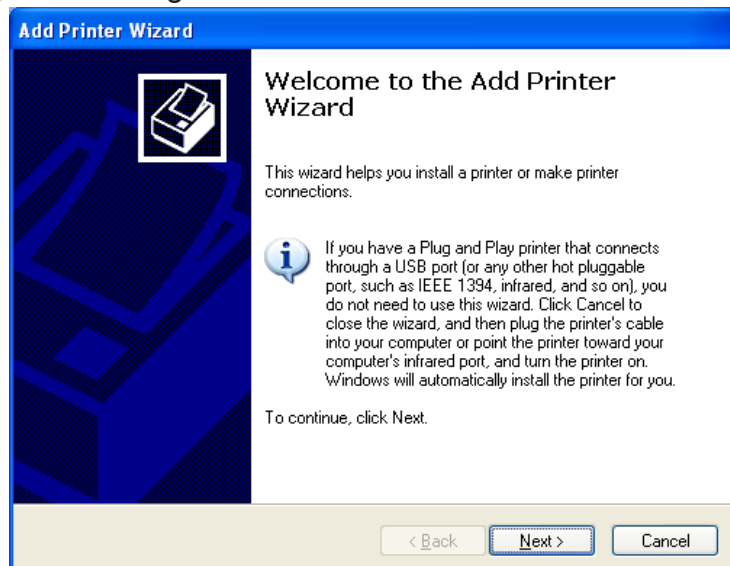 Add Printer Wizard
Welcome to the Add Printer
Wizard
This wizard helps you install a printer or make printer
connections.
If you have a Plug and Play printer that connects
through a USB port (or any other hot pluggable
port, such as IEEE 1394, infrared, and so on), you
do not need to use this wizard. Click Cancel to
close the wizard, and then plug the printer's cable
into your computer or point the printer toward your
computer's infrared port, and turn the printer on.
Windows will automatically install the printer for you.
To continue, click Next.
< Back Next > Cancel